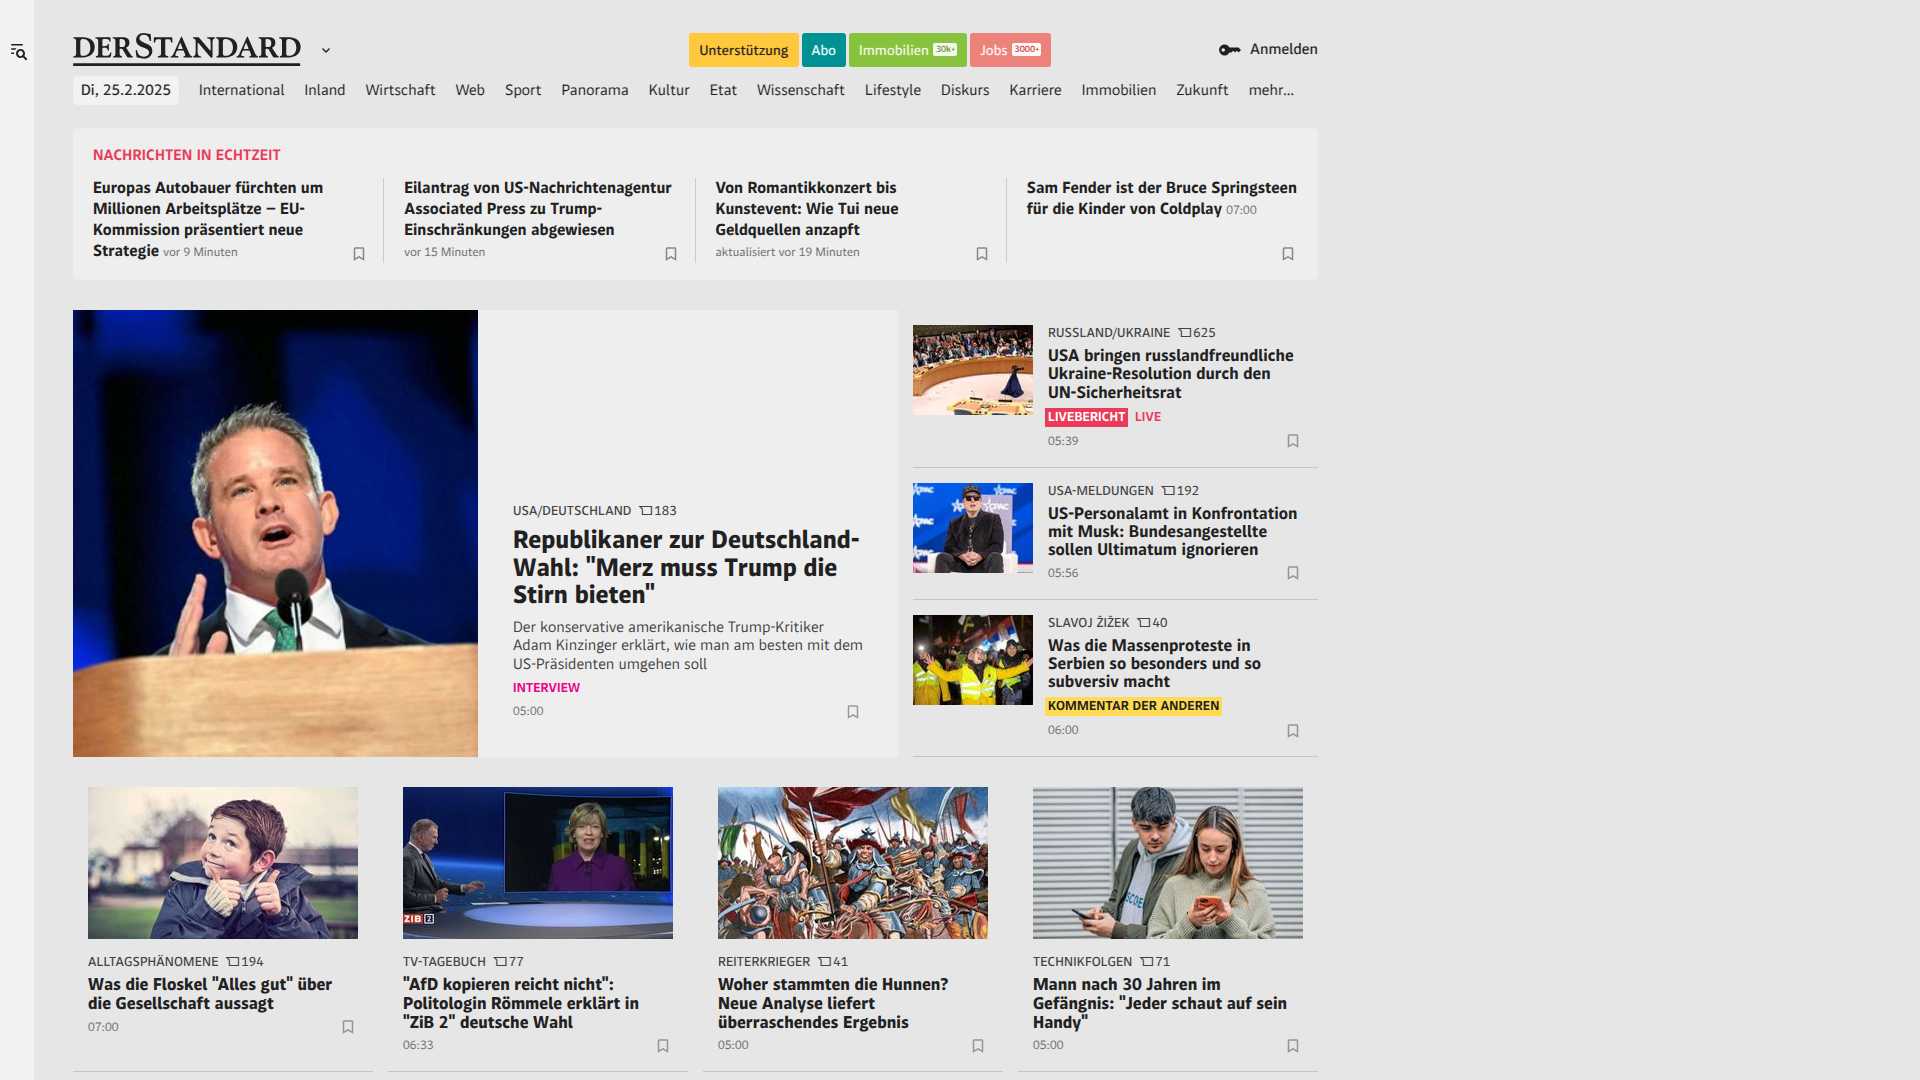 DERSTANDARD
Unterstützung
Abo
Immobilien 30k+
Jobs 3000+
Anmelden
Di, 25.2.2025
International
Inland
Wirtschaft
Web
Sport
Panorama
Kultur
Etat
Wissenschaft
Lifestyle
Diskurs
Karriere
Immobilien
Zukunft
mehr...
NACHRICHTEN IN ECHTZEIT
Europas Autobauer fürchten um
Millionen Arbeitsplätze – EU-
Kommission präsentiert neue
Strategie vor 9 Minuten
Eilantrag von US-Nachrichtenagentur
Associated Press zu Trump-
Einschränkungen abgewiesen
vor 15 Minuten
Von Romantikkonzert bis
Kunstevent: Wie Tui neue
Geldquellen anzapft
aktualisiert vor 19 Minuten
Sam Fender ist der Bruce Springsteen
für die Kinder von Coldplay 07:00
USA/DEUTSCHLAND 183
Republikaner zur Deutschland-
Wahl: "Merz muss Trump die
Stirn bieten"
Der konservative amerikanische Trump-Kritiker
Adam Kinzinger erklärt, wie man am besten mit dem
US-Präsidenten umgehen soll
INTERVIEW
05:00
RUSSLAND/UKRAINE 625
USA bringen russlandfreundliche
Ukraine-Resolution durch den
UN-Sicherheitsrat
LIVEBERICHT LIVE
05:39
USA-MELDUNGEN 192
US-Personalamt in Konfrontation
mit Musk: Bundesangestellte
sollen Ultimatum ignorieren
05:56
SLAVOJ ŽIŽEK 40
Was die Massenproteste in
Serbien so besonders und so
subversiv macht
KOMMENTAR DER ANDEREN
06:00
ZIB 2
ALLTAGSPHÄNOMENE 194
Was die Floskel "Alles gut" über
die Gesellschaft aussagt
07:00
TV-TAGEBUCH 77
"AfD kopieren reicht nicht":
Politologin Römmele erklärt in
"ZiB 2" deutsche Wahl
06:33
REITERKRIEGER 41
Woher stammten die Hunnen?
Neue Analyse liefert
überraschendes Ergebnis
05:00
TECHNIKFOLGEN 71
Mann nach 30 Jahren im
Gefängnis: "Jeder schaut auf sein
Handy"
05:00